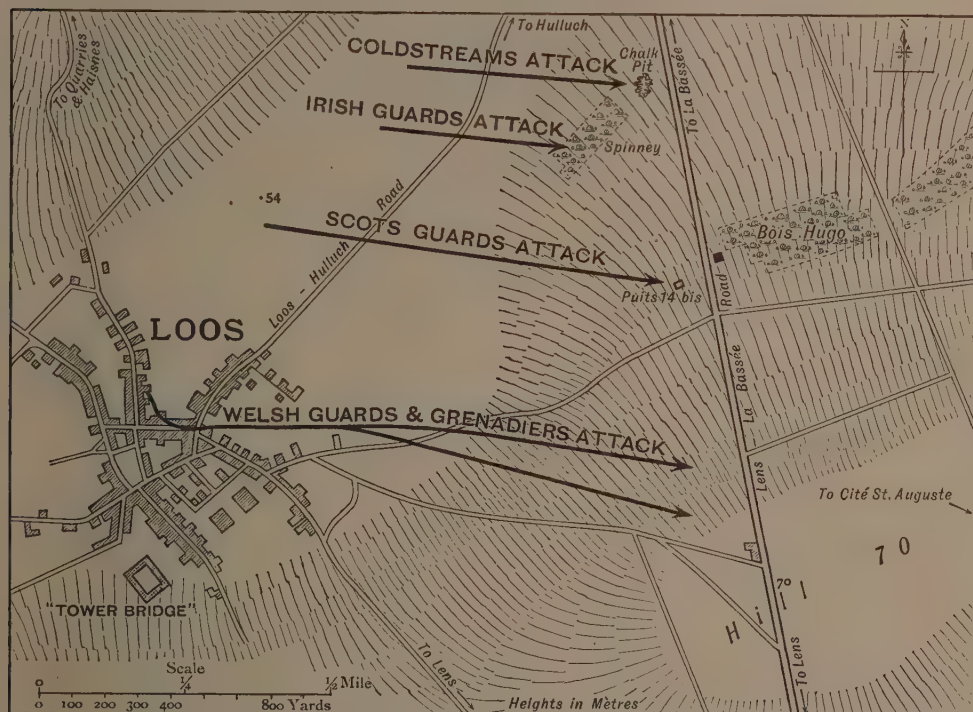 To Hulluch
COLDSTREAMS ATTACK
Chalk
Pit
To Quarries
& Haisnes
To La Bassée
IRISH GUARDS ATTACK
Spinney
·54
SCOTS GUARDS ATTACK
Bois Hugo
Puits 14 bis
Loos - Hulluch Road
LOOS
WELSH GUARDS & GRENADIERS ATTACK
Lens La Bassée Road
To Cité St. Auguste
Hill 70
70
"TOWER BRIDGE"
To Lens
To Lens
Scale
0 ¼ ½ Mile
0 100 200 300 400 800 Yards
Heights in Mètres